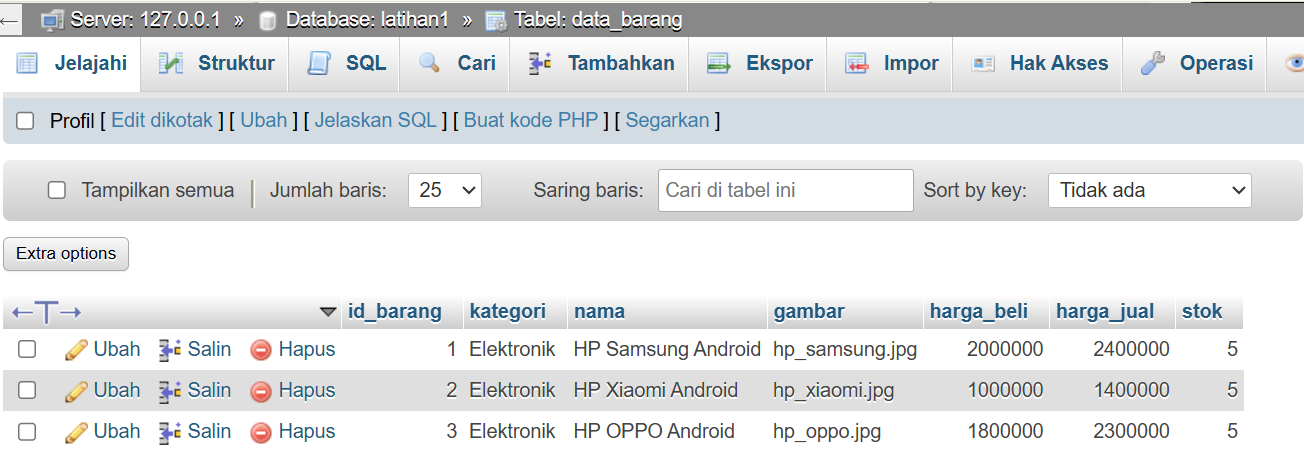 Server: 127.0.0.1 » Database: latihan1 » Tabel: data_barang
Jelajahi Struktur SQL Cari Tambahkan Ekspor Impor Hak Akses Operasi
Profil [ Edit dikotak ] [ Ubah ] [ Jelaskan SQL ] [ Buat kode PHP ] [ Segarkan ]
Tampilkan semua Jumlah baris: 25 Saring baris: Cari di tabel ini Sort by key: Tidak ada
Extra options
id_barang kategori nama gambar harga_beli harga_jual stok
Ubah Salin Hapus 1 Elektronik HP Samsung Android hp_samsung.jpg 2000000 2400000 5
Ubah Salin Hapus 2 Elektronik HP Xiaomi Android hp_xiaomi.jpg 1000000 1400000 5
Ubah Salin Hapus 3 Elektronik HP OPPO Android hp_oppo.jpg 1800000 2300000 5